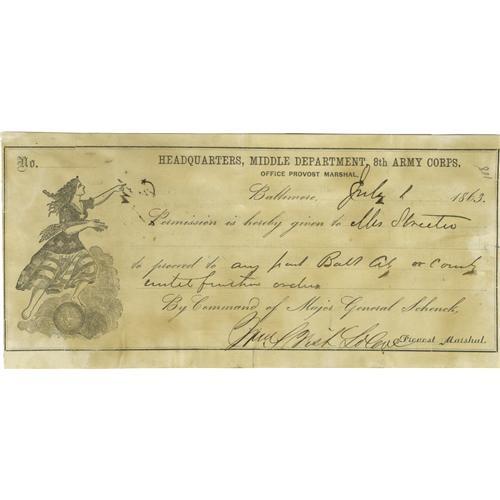 No.
HEADQUARTERS, MIDDLE DEPARTMENT, 8th ARMY CORPS.
OFFICE PROVOST MARSHAL,
Baltimore, July 1 1863.
Permission is hereby given to Mrs Streeter
to proceed to any part Balt City or County
until further orders
By Command of Major General Schenck,
Provost Marshal.